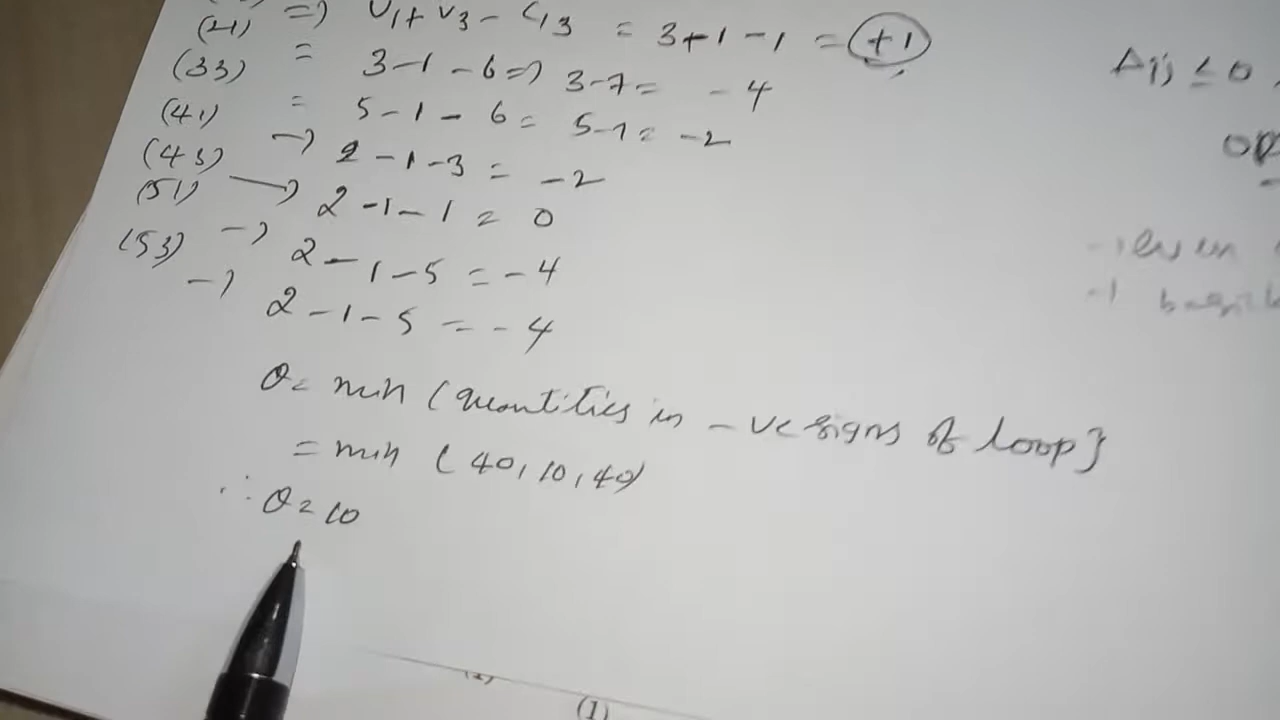 => U1+ V3 - C13 = 3+1-1 = +1
(21) = 3-1-6=> 3-7= -4
(33) = 5-1-6= 5-7= -2
(41) -> 2-1-3 = -2
(43) -> 2-1-1 = 0
(51) -> 2-1-5 = -4
(53) -> 2-1-5 = -4
θ= min (quantities in -ve signs of loop}
= min (40,10,40)
∴ θ=10
Δij ≤0
(1)